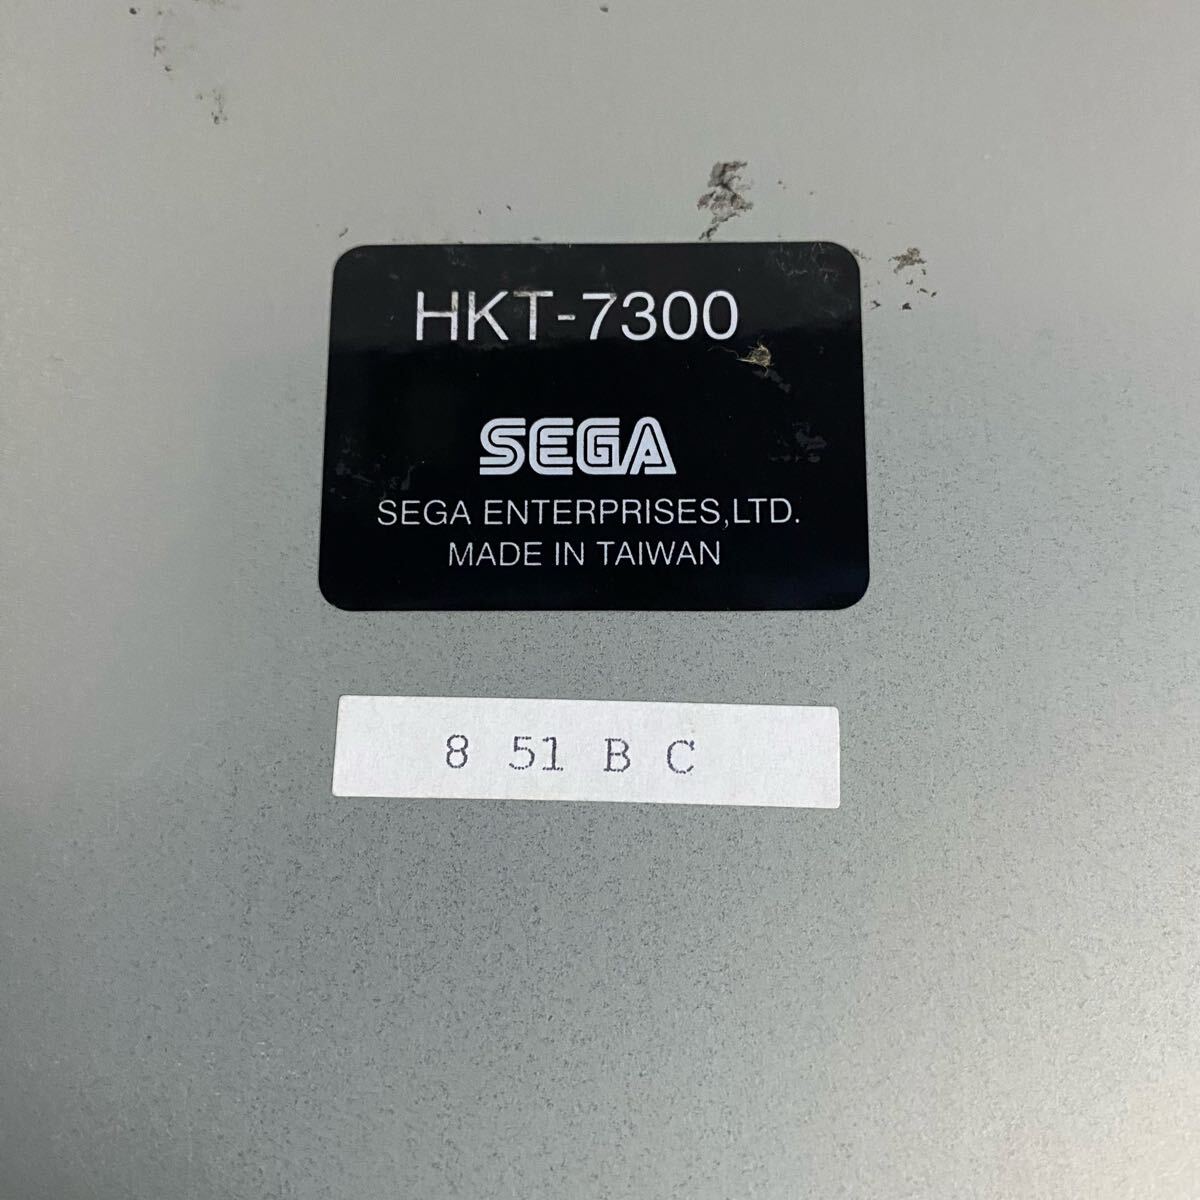 HKT-7300
SEGA
SEGA ENTERPRISES,LTD.
MADE IN TAIWAN
8 51 B C